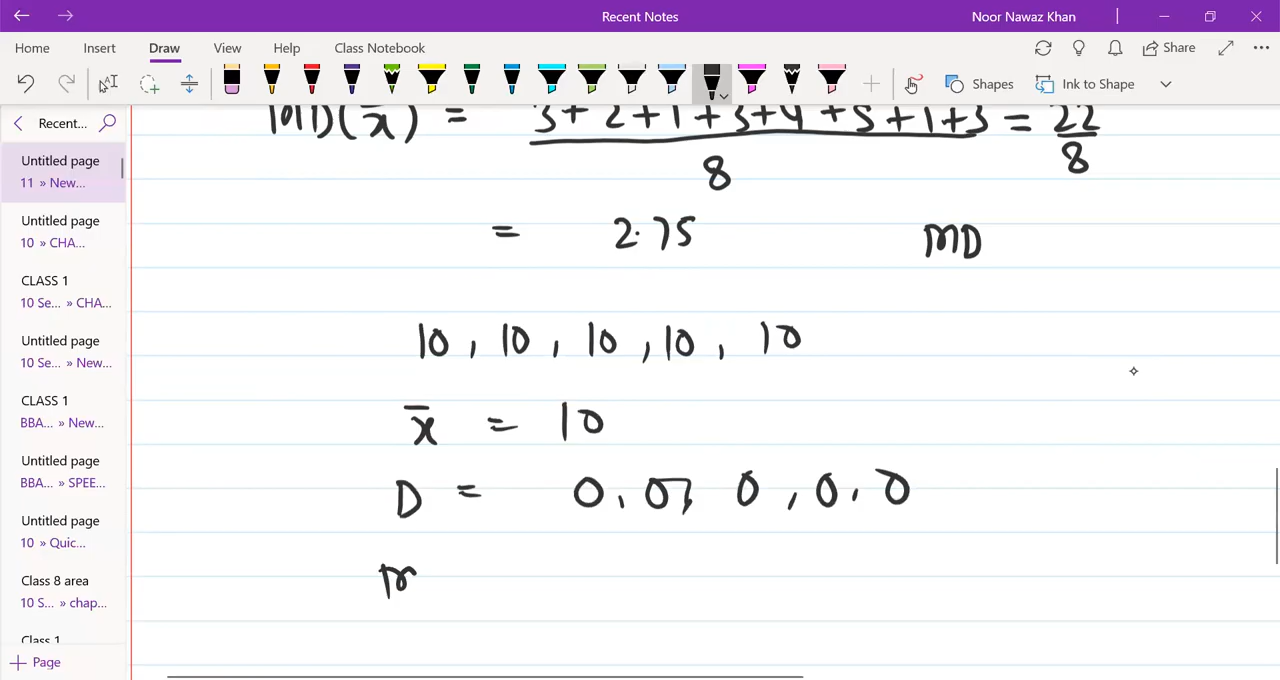 Recent Notes
Noor Nawaz Khan
Home Insert Draw View Help Class Notebook
Share
Shapes
Ink to Shape
Recent...
Untitled page
11 » New...
Untitled page
10 » CHA...
CLASS 1
10 Se... » CHA...
Untitled page
10 Se... » New...
CLASS 1
BBA... » New...
Untitled page
BBA... » SPEE...
Untitled page
10 » Quic...
Class 8 area
10 S... » chap...
Class 1
Page
MD(x̅) = 3+2+1+3+4+5+1+3 = 22
8 8
= 2.75 MD
10, 10, 10, 10, 10
x̅ = 10
D = 0, 0, 0, 0, 0